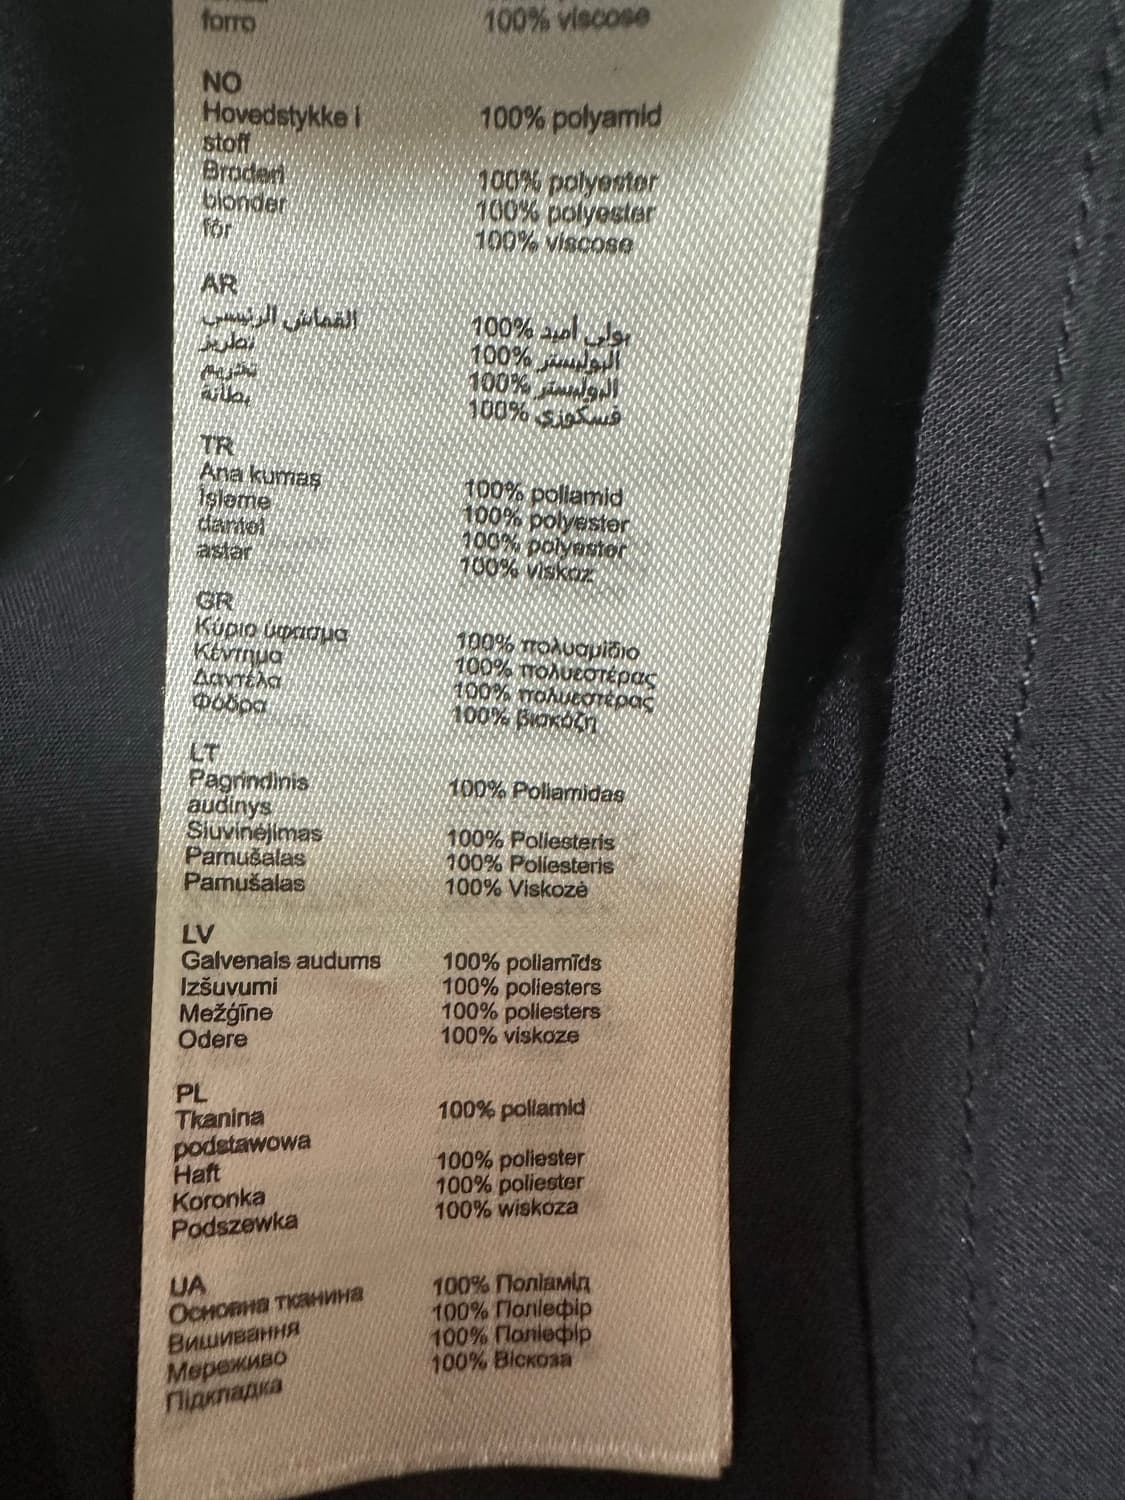 forro 100% viscose
NO
Hovedstykke i 100% polyamid
stoff
Broderi 100% polyester
blonder 100% polyester
fôr 100% viscose
AR
القماش الرئيسي 100% بولي أميد
تطريز 100% البوليستر
تخريم 100% البوليستر
بطانة 100% فسكوزي
TR
Ana kumaş 100% poliamid
İşleme 100% polyester
dantel 100% polyester
astar 100% viskoz
GR
Κύριο ύφασμα 100% πολυαμίδιο
Κέντημα 100% πολυεστέρας
Δαντέλα 100% πολυεστέρας
Φόδρα 100% βισκόζη
LT
Pagrindinis 100% Poliamidas
audinys
Siuvinėjimas 100% Poliesteris
Pamušalas 100% Poliesteris
Pamušalas 100% Viskozė
LV
Galvenais audums 100% poliamīds
Izšuvumi 100% poliesters
Mežģīne 100% poliesters
Odere 100% viskoze
PL
Tkanina 100% poliamid
podstawowa
Haft 100% poliester
Koronka 100% poliester
Podszewka 100% wiskoza
UA
Основна тканина 100% Поліамід
Вишивання 100% Поліефір
Мереживо 100% Поліефір
Підкладка 100% Віскоза